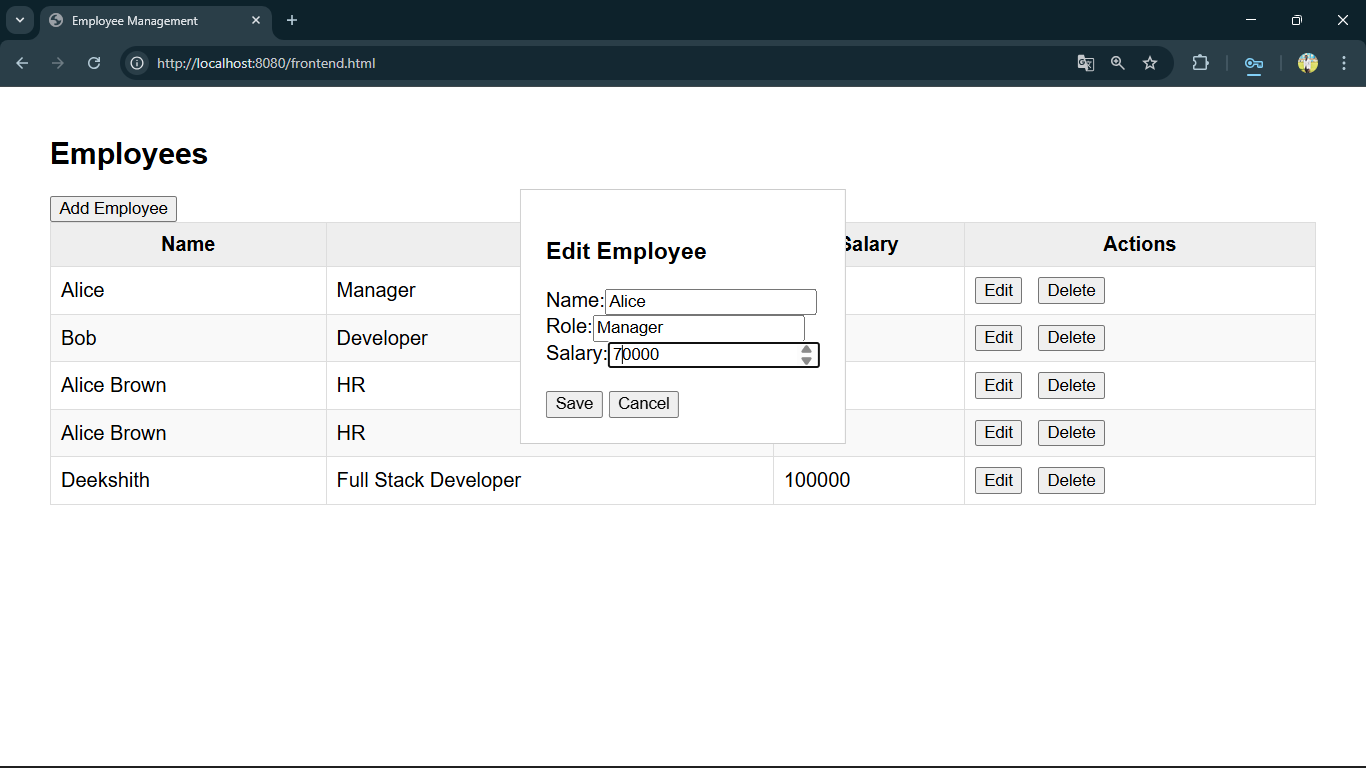 Employee Management
http://localhost:8080/frontend.html
Employees
Add Employee
Name Salary Actions
Alice Manager Edit Delete
Bob Developer Edit Delete
Alice Brown HR Edit Delete
Alice Brown HR Edit Delete
Deekshith Full Stack Developer 100000 Edit Delete
Edit Employee
Name: Alice
Role: Manager
Salary: 70000
Save Cancel